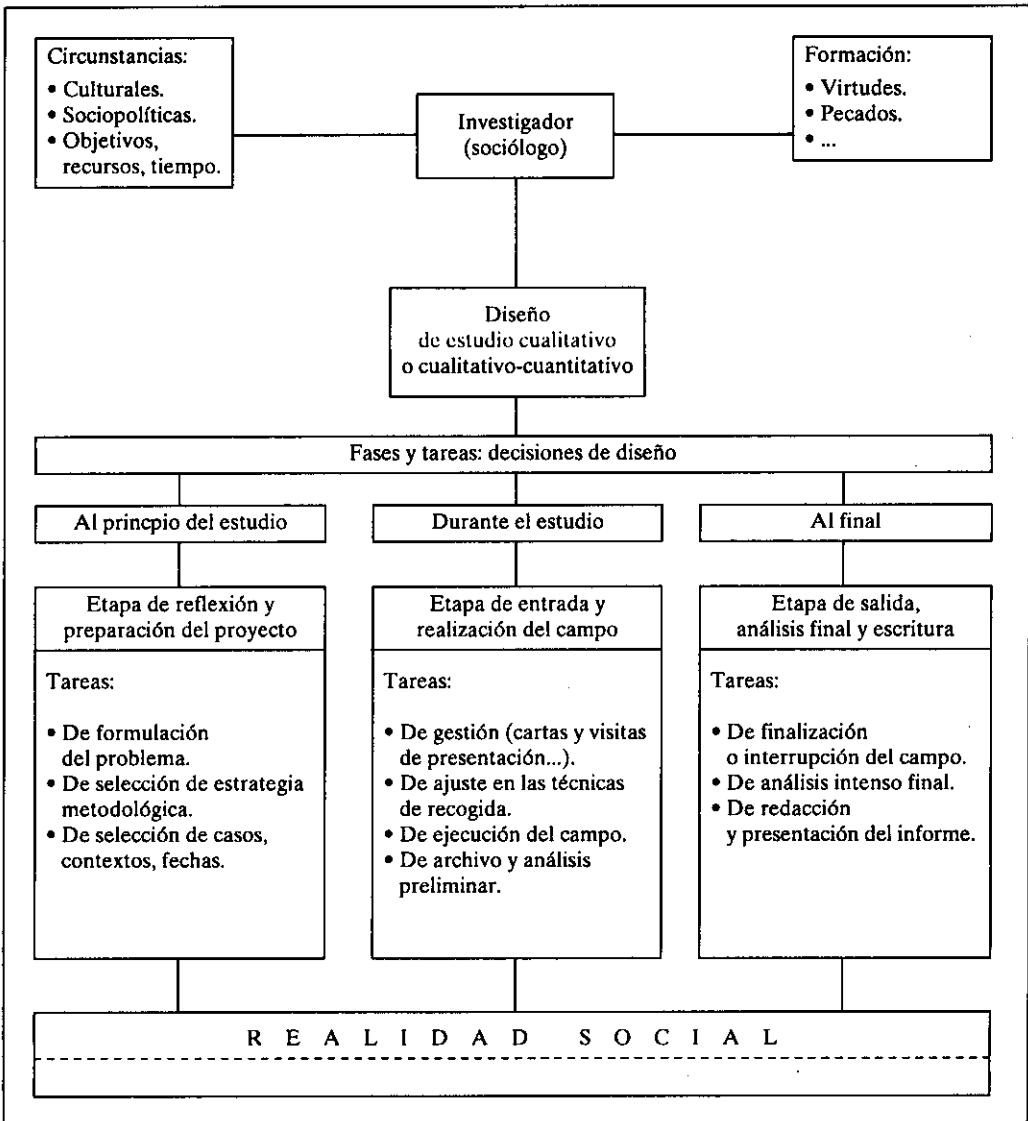 Circunstancias:
• Culturales.
• Sociopolíticas.
• Objetivos,
recursos, tiempo.
Investigador
(sociólogo)
Formación:
• Virtudes.
• Pecados.
• ...
Diseño
de estudio cualitativo
o cualitativo-cuantitativo
Fases y tareas: decisiones de diseño
Al princpio del estudio
Durante el estudio
Al final
Etapa de reflexión y
preparación del proyecto
Tareas:
• De formulación
del problema.
• De selección de estrategia
metodológica.
• De selección de casos,
contextos, fechas.
Etapa de entrada y
realización del campo
Tareas:
• De gestión (cartas y visitas
de presentación...).
• De ajuste en las técnicas
de recogida.
• De ejecución del campo.
• De archivo y análisis
preliminar.
Etapa de salida,
análisis final y escritura
Tareas:
• De finalización
o interrupción del campo.
• De análisis intenso final.
• De redacción
y presentación del informe.
R E A L I D A D S O C I A L